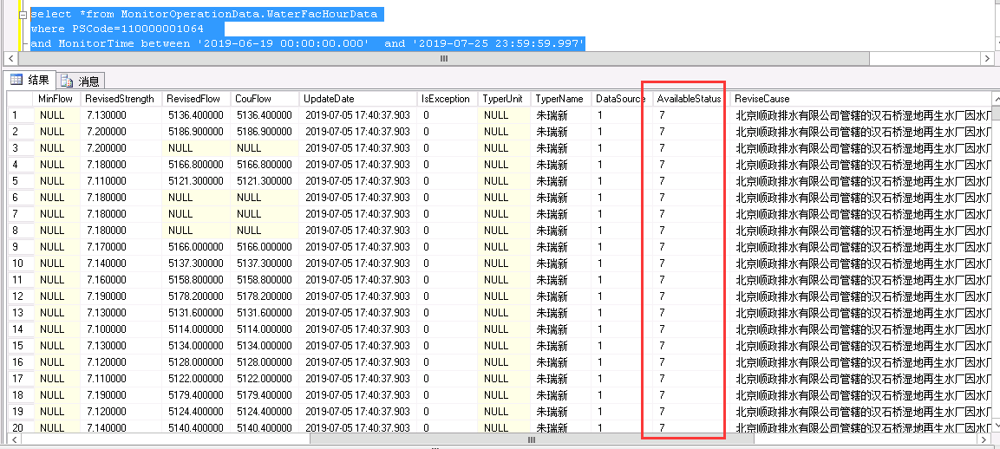 select *from MonitorOperationData.WaterFacHourData
where PSCode=110000001064
and MonitorTime between '2019-06-19 00:00:00.000' and '2019-07-25 23:59:59.997'
结果 消息
MinFlow RevisedStrength RevisedFlow CouFlow UpdateDate IsException TyperUnit TyperName DataSource AvailableStatus ReviseCause
1 NULL 7.130000 5136.400000 5136.400000 2019-07-05 17:40:37.903 0 NULL 朱瑞新 1 7 北京顺政排水有限公司管辖的汉石桥湿地再生水厂因水厂
2 NULL 7.200000 5186.900000 5186.900000 2019-07-05 17:40:37.903 0 NULL 朱瑞新 1 7 北京顺政排水有限公司管辖的汉石桥湿地再生水厂因水厂
3 NULL 7.200000 NULL NULL 2019-07-05 17:40:37.903 0 NULL 朱瑞新 1 7 北京顺政排水有限公司管辖的汉石桥湿地再生水厂因水厂
4 NULL 7.180000 5166.800000 5166.800000 2019-07-05 17:40:37.903 0 NULL 朱瑞新 1 7 北京顺政排水有限公司管辖的汉石桥湿地再生水厂因水厂
5 NULL 7.110000 5121.300000 5121.300000 2019-07-05 17:40:37.903 0 NULL 朱瑞新 1 7 北京顺政排水有限公司管辖的汉石桥湿地再生水厂因水厂
6 NULL 7.180000 NULL NULL 2019-07-05 17:40:37.903 0 NULL 朱瑞新 1 7 北京顺政排水有限公司管辖的汉石桥湿地再生水厂因水厂
7 NULL 7.180000 NULL NULL 2019-07-05 17:40:37.903 0 NULL 朱瑞新 1 7 北京顺政排水有限公司管辖的汉石桥湿地再生水厂因水厂
8 NULL 7.180000 NULL NULL 2019-07-05 17:40:37.903 0 NULL 朱瑞新 1 7 北京顺政排水有限公司管辖的汉石桥湿地再生水厂因水厂
9 NULL 7.170000 5166.000000 5166.000000 2019-07-05 17:40:37.903 0 NULL 朱瑞新 1 7 北京顺政排水有限公司管辖的汉石桥湿地再生水厂因水厂
10 NULL 7.140000 5137.300000 5137.300000 2019-07-05 17:40:37.903 0 NULL 朱瑞新 1 7 北京顺政排水有限公司管辖的汉石桥湿地再生水厂因水厂
11 NULL 7.160000 5158.800000 5158.800000 2019-07-05 17:40:37.903 0 NULL 朱瑞新 1 7 北京顺政排水有限公司管辖的汉石桥湿地再生水厂因水厂
12 NULL 7.190000 5178.200000 5178.200000 2019-07-05 17:40:37.903 0 NULL 朱瑞新 1 7 北京顺政排水有限公司管辖的汉石桥湿地再生水厂因水厂
13 NULL 7.130000 5131.600000 5131.600000 2019-07-05 17:40:37.903 0 NULL 朱瑞新 1 7 北京顺政排水有限公司管辖的汉石桥湿地再生水厂因水厂
14 NULL 7.100000 5114.000000 5114.000000 2019-07-05 17:40:37.903 0 NULL 朱瑞新 1 7 北京顺政排水有限公司管辖的汉石桥湿地再生水厂因水厂
15 NULL 7.130000 5134.000000 5134.000000 2019-07-05 17:40:37.903 0 NULL 朱瑞新 1 7 北京顺政排水有限公司管辖的汉石桥湿地再生水厂因水厂
16 NULL 7.120000 5128.000000 5128.000000 2019-07-05 17:40:37.903 0 NULL 朱瑞新 1 7 北京顺政排水有限公司管辖的汉石桥湿地再生水厂因水厂
17 NULL 7.110000 5122.000000 5122.000000 2019-07-05 17:40:37.903 0 NULL 朱瑞新 1 7 北京顺政排水有限公司管辖的汉石桥湿地再生水厂因水厂
18 NULL 7.190000 5179.400000 5179.400000 2019-07-05 17:40:37.903 0 NULL 朱瑞新 1 7 北京顺政排水有限公司管辖的汉石桥湿地再生水厂因水厂
19 NULL 7.120000 5124.400000 5124.400000 2019-07-05 17:40:37.903 0 NULL 朱瑞新 1 7 北京顺政排水有限公司管辖的汉石桥湿地再生水厂因水厂
20 NULL 7.140000 5140.400000 5140.400000 2019-07-05 17:40:37.903 0 NULL 朱瑞新 1 7 北京顺政排水有限公司管辖的汉石桥湿地再生水厂因水厂